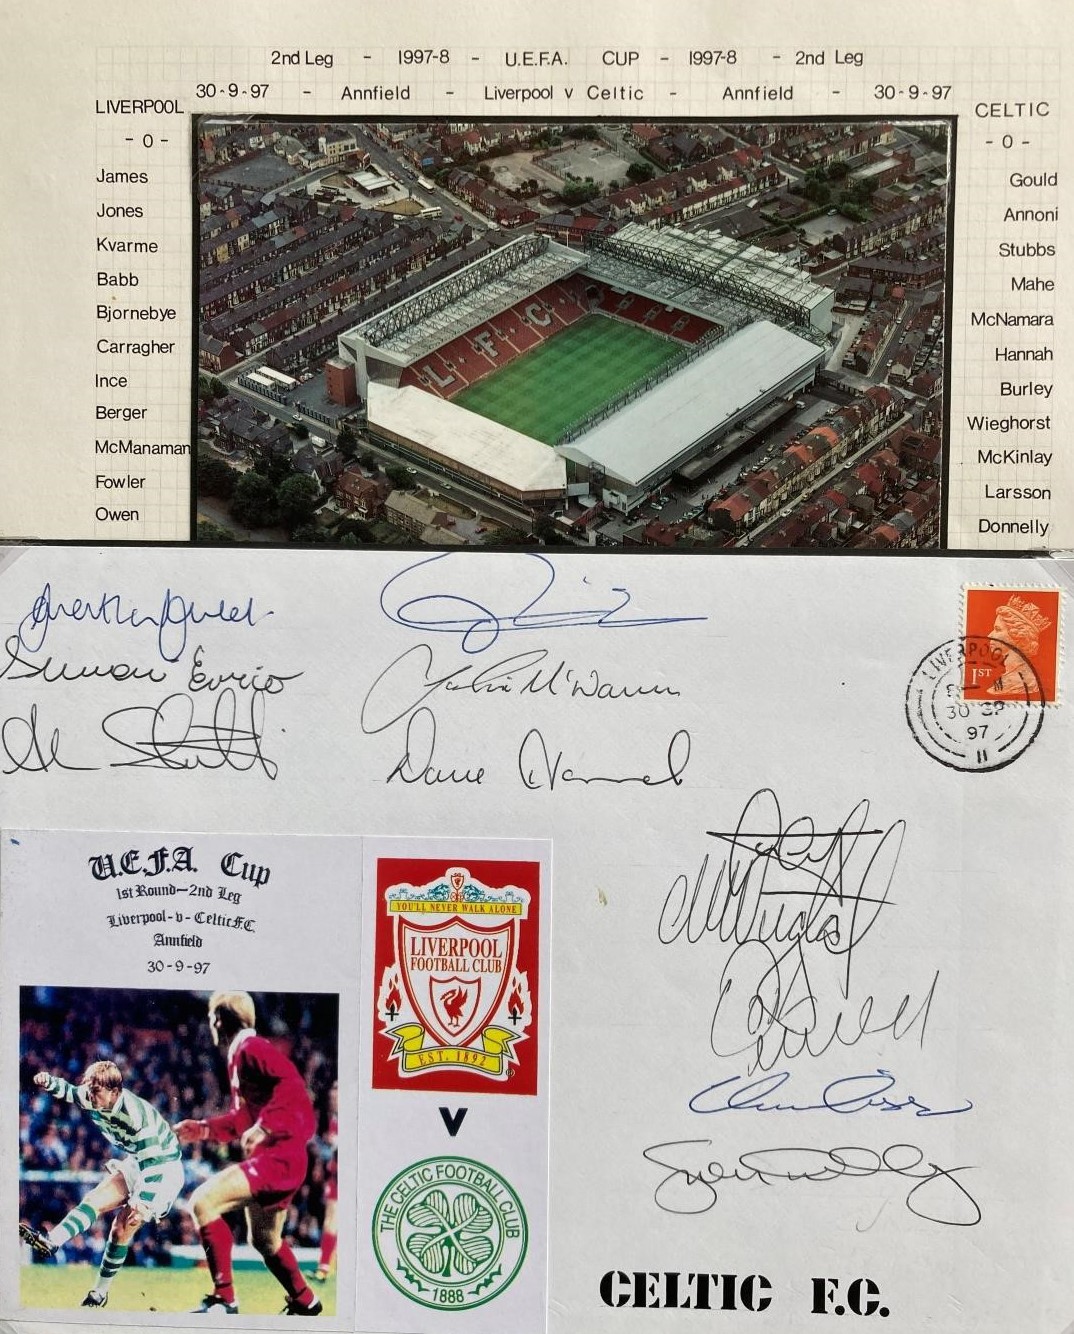 2nd Leg - 1997-8 - U.E.F.A. CUP - 1997-8 - 2nd Leg
30-9-97 - Annfield - Liverpool v Celtic - Annfield - 30-9-97
LIVERPOOL
- 0 -
James
Jones
Kvarme
Babb
Bjornebye
Carragher
Ince
Berger
McManaman
Fowler
Owen
CELTIC
- 0 -
Gould
Annoni
Stubbs
Mahe
McNamara
Hannah
Burley
Wieghorst
McKinlay
Larsson
Donnelly
L.F.C.
LIVERPOOL
30 SP
97
11
1ST
Dave Hannah
U.E.F.A. Cup
1st Round-2nd Leg
Liverpool-v-Celtic F.C.
Annfield
30-9-97
YOU'LL NEVER WALK ALONE
LIVERPOOL
FOOTBALL CLUB
EST. 1892
®
V
THE CELTIC FOOTBALL CLUB
1888
CELTIC F.C.